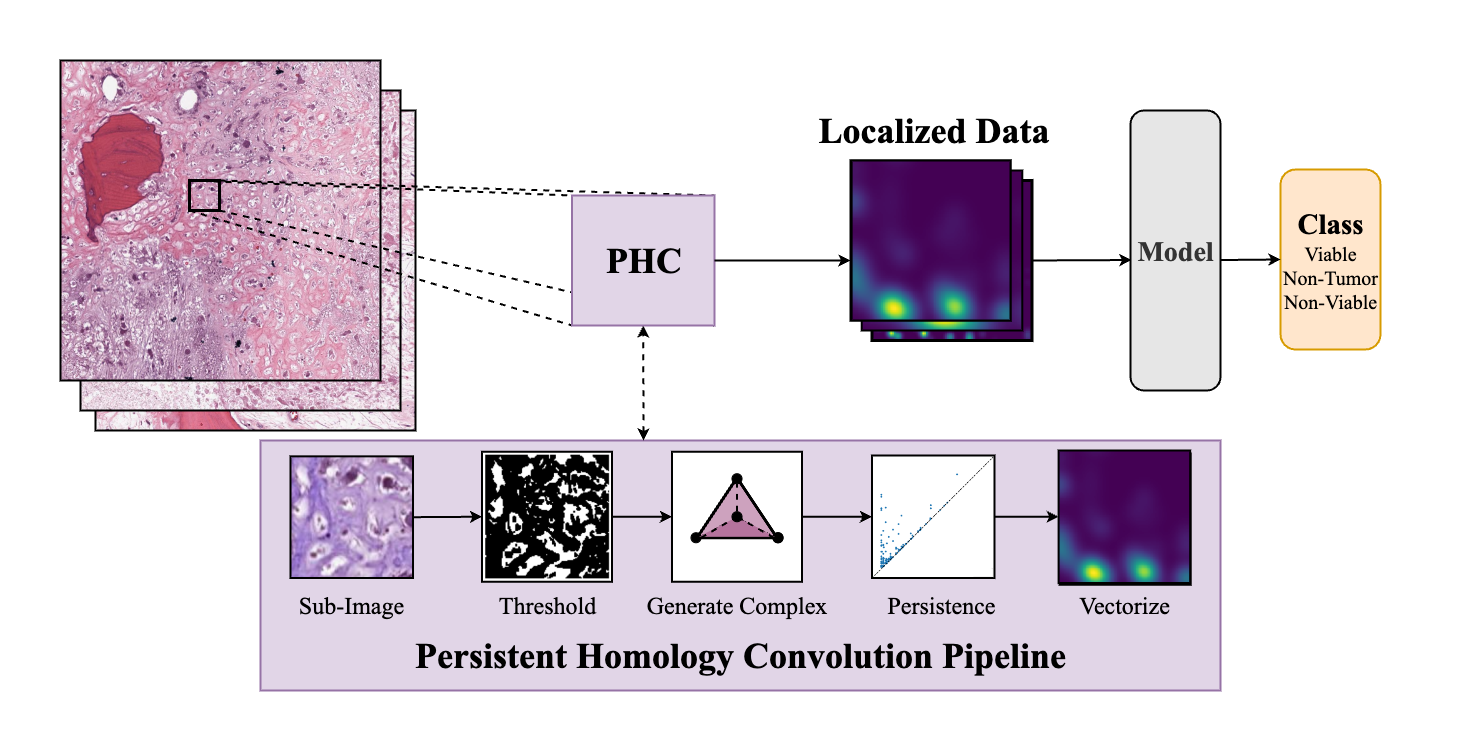 Localized Data
PHC
Model
Class
Viable
Non-Tumor
Non-Viable
Sub-Image
Threshold
Generate Complex
Persistence
Vectorize
Persistent Homology Convolution Pipeline